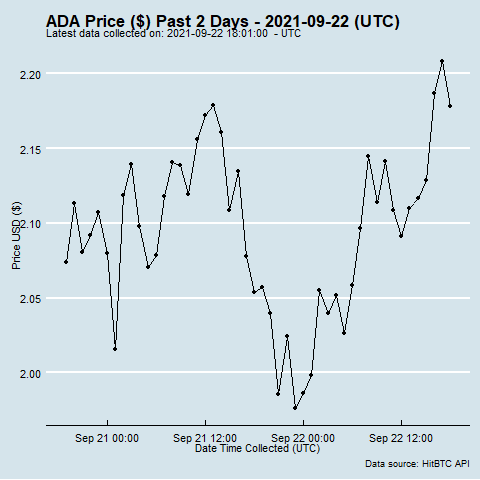 ADA Price ($) Past 2 Days - 2021-09-22 (UTC)
Latest data collected on: 2021-09-22 18:01:00  - UTC
2.20
2.15
2.10
2.05
2.00
Price USD ($)
Sep 21 00:00 Sep 21 12:00 Sep 22 00:00 Sep 22 12:00
Date Time Collected (UTC)
Data source: HitBTC API